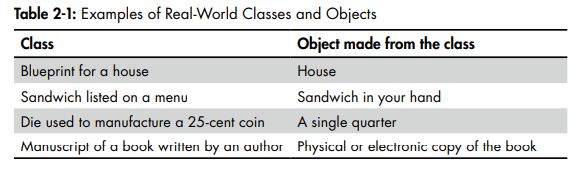 Table 2-1: Examples of Real-World Classes and Objects
Class Object made from the class
Blueprint for a house House
Sandwich listed on a menu Sandwich in your hand
Die used to manufacture a 25-cent coin A single quarter
Manuscript of a book written by an author Physical or electronic copy of the book